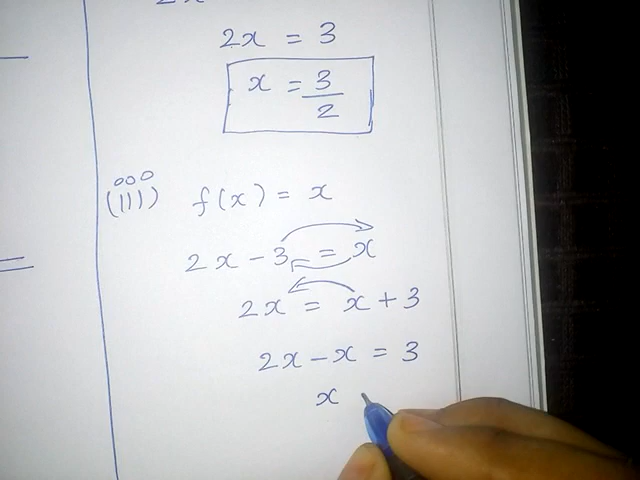 2x = 3
x = 3/2
(iii) f(x) = x
2x - 3 = x
2x = x + 3
2x - x = 3
x